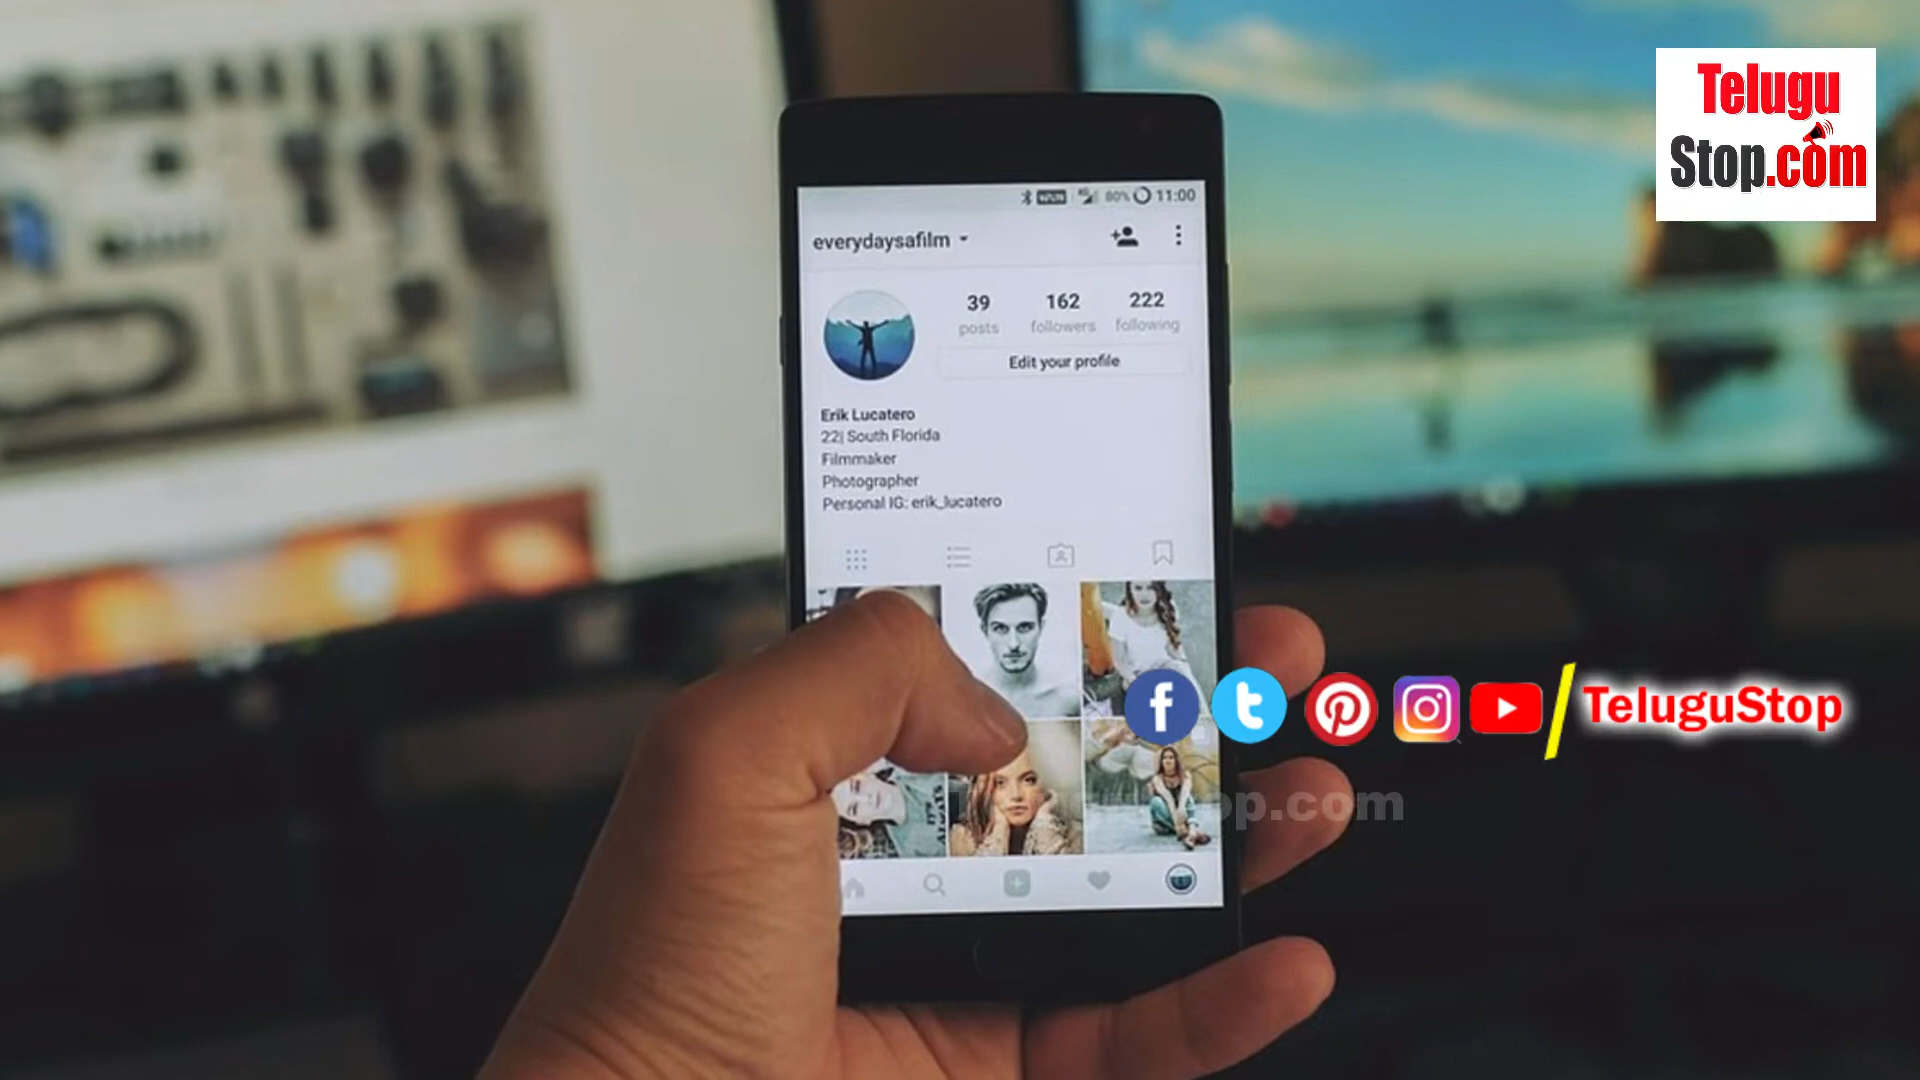 Telugu
Stop.com
80% 11:00
everydaysafilm
39 162 222
posts followers following
Edit your profile
Erik Lucatero
22| South Florida
Filmmaker
Photographer
Personal IG: erik_lucatero
TeluguStop